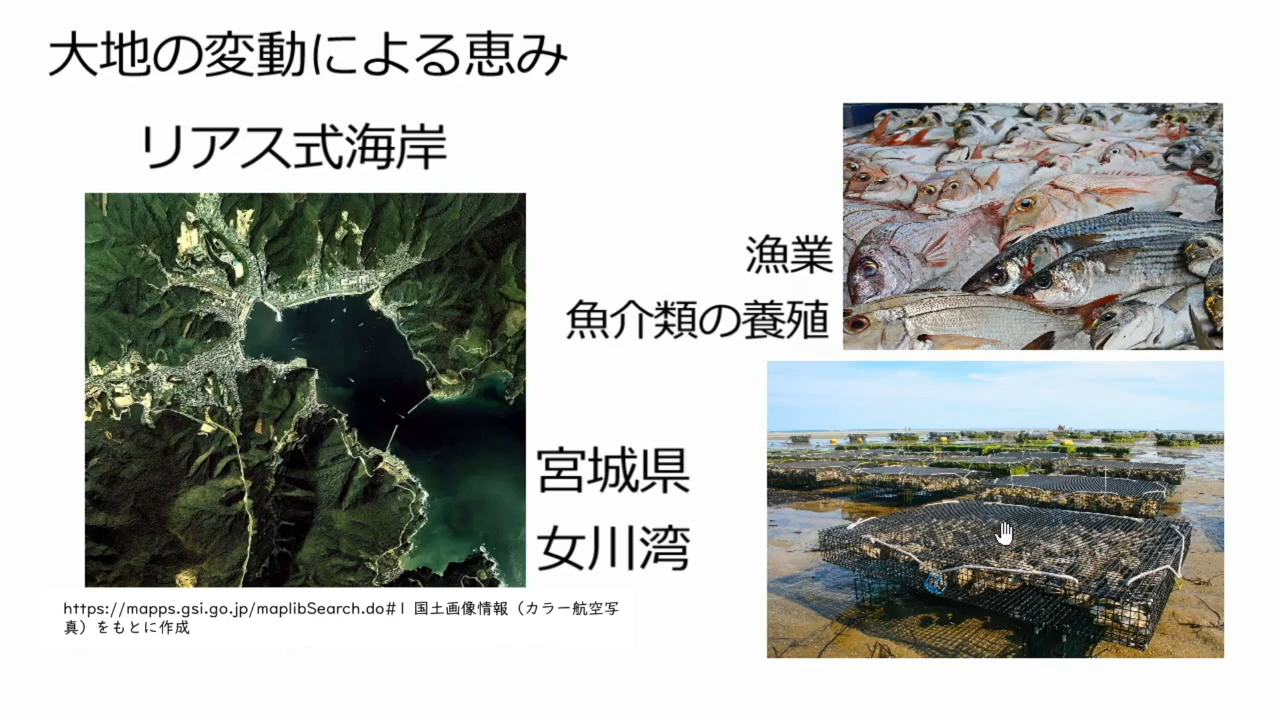 大地の変動による恵み
リアス式海岸
漁業
魚介類の養殖
宮城県
女川湾
https://mapps.gsi.go.jp/maplibSearch.do#1 国土画像情報（カラー航空写
真）をもとに作成